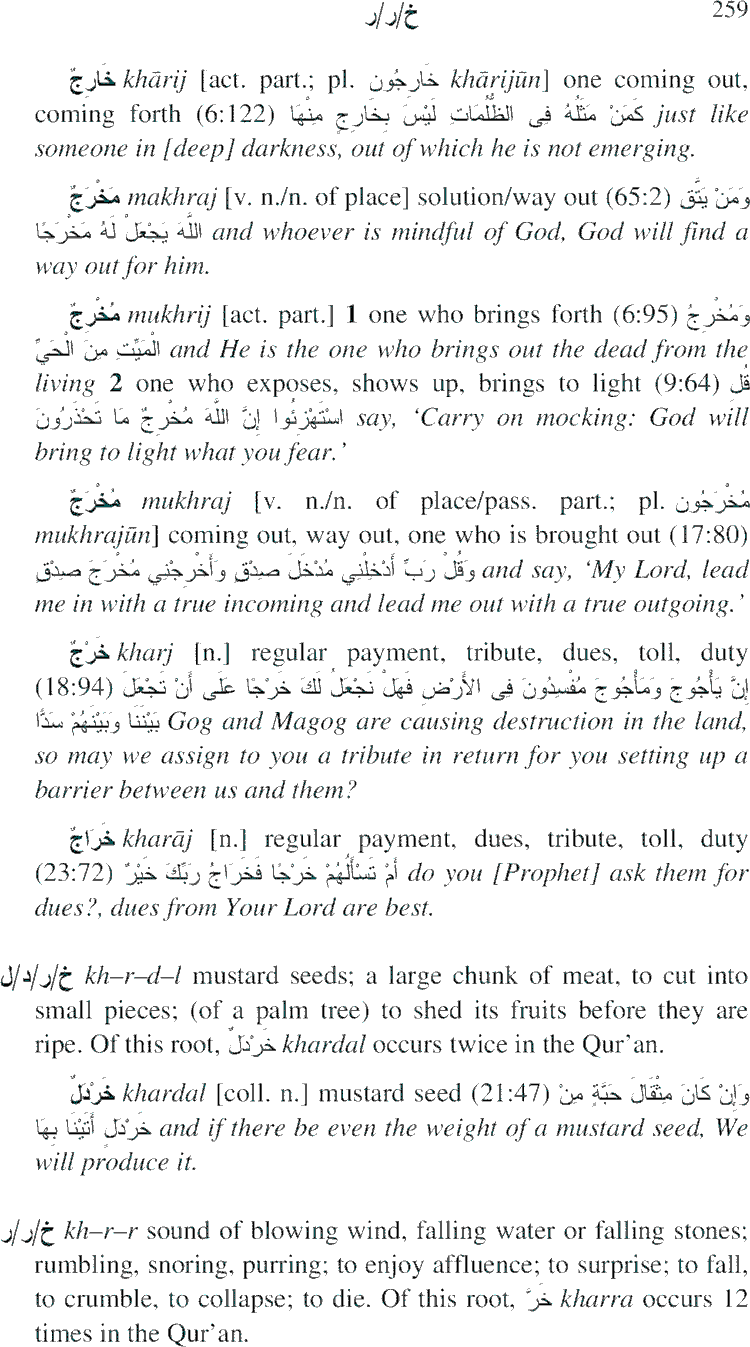 خ/ر/ر 259
خَارِجٌ khārij [act. part.; pl. خَارِجُون khārijūn] one coming out,
coming forth (6:122) كَمَنْ مَثَلُهُ فِى الظُّلُمَاتِ لَيْسَ بِخَارِجٍ مِنْهَا just like
someone in [deep] darkness, out of which he is not emerging.
مَخْرَجٌ makhraj [v. n./n. of place] solution/way out (65:2) وَمَنْ يَتَّقِ
اللَّهَ يَجْعَلْ لَهُ مَخْرَجًا and whoever is mindful of God, God will find a
way out for him.
مُخْرِجٌ mukhrij [act. part.] 1 one who brings forth (6:95) وَمُخْرِجُ
الْمَيِّتِ مِنَ الْحَيِّ and He is the one who brings out the dead from the
living 2 one who exposes, shows up, brings to light (9:64) قُلِ
اسْتَهْزِئُوا إِنَّ اللَّهَ مُخْرِجٌ مَا تَحْذَرُونَ say, ‘Carry on mocking: God will
bring to light what you fear.’
مُخْرَجٌ mukhraj [v. n./n. of place/pass. part.; pl. مُخْرَجُون
mukhrajūn] coming out, way out, one who is brought out (17:80)
وَقُلْ رَبِّ أَدْخِلْنِي مُدْخَلَ صِدْقٍ وَأَخْرِجْنِي مُخْرَجَ صِدْقٍ and say, ‘My Lord, lead
me in with a true incoming and lead me out with a true outgoing.’
خَرْجٌ kharj [n.] regular payment, tribute, dues, toll, duty
(18:94) إِنَّ يَأْجُوجَ وَمَأْجُوجَ مُفْسِدُونَ فِى الأَرْضِ فَهَلْ نَجْعَلُ لَكَ خَرْجًا عَلَى أَنْ تَجْعَلَ
بَيْنَنَا وَبَيْنَهُمْ سَدًّا Gog and Magog are causing destruction in the land,
so may we assign to you a tribute in return for you setting up a
barrier between us and them?
خَرَاجٌ kharāj [n.] regular payment, dues, tribute, toll, duty
(23:72) أَمْ تَسْأَلُهُمْ خَرْجًا فَخَرَاجُ رَبِّكَ خَيْرٌ do you [Prophet] ask them for
dues?, dues from Your Lord are best.
خ/ر/د/ل kh–r–d–l mustard seeds; a large chunk of meat, to cut into
small pieces; (of a palm tree) to shed its fruits before they are
ripe. Of this root, خَرْدَلٌ khardal occurs twice in the Qur’an.
خَرْدَلٌ khardal [coll. n.] mustard seed (21:47) وَإِنْ كَانَ مِثْقَالَ حَبَّةٍ مِنْ
خَرْدَلٍ أَتَيْنَا بِهَا and if there be even the weight of a mustard seed, We
will produce it.
خ/ر/ر kh–r–r sound of blowing wind, falling water or falling stones;
rumbling, snoring, purring; to enjoy affluence; to surprise; to fall,
to crumble, to collapse; to die. Of this root, خَرَّ kharra occurs 12
times in the Qur’an.